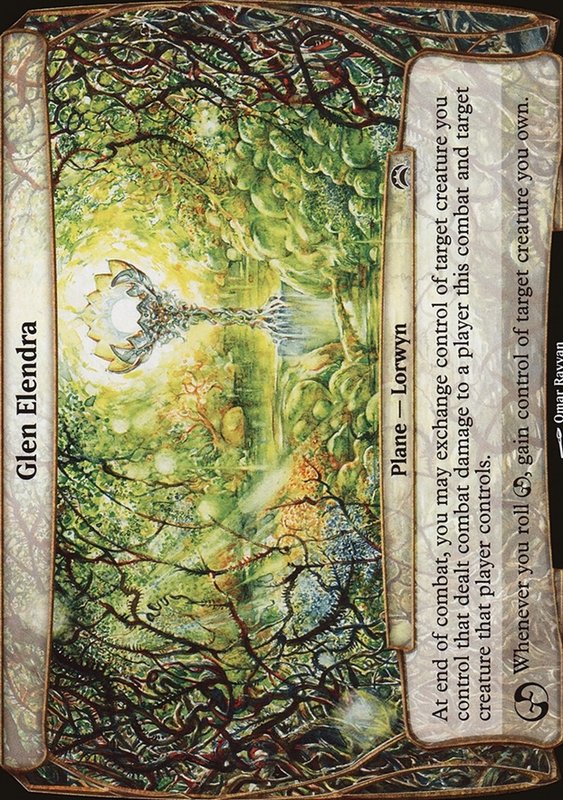 Glen Elendra
Plane — Lorwyn
At end of combat, you may exchange control of target creature you
control that dealt combat damage to a player this combat and target
creature that player controls.
Whenever you roll , gain control of target creature you own.
Omar Rayyan